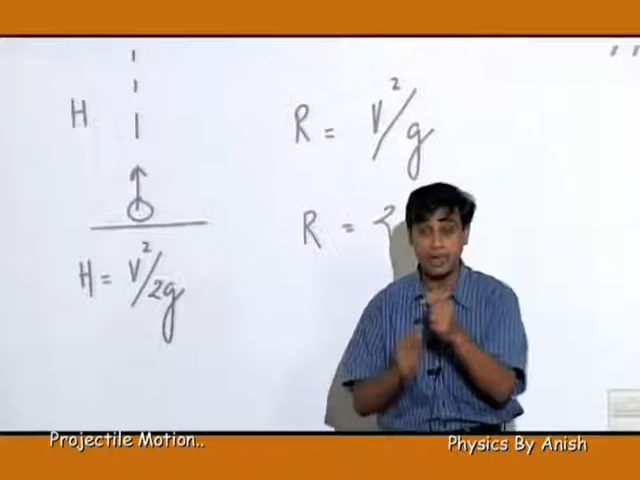 H
H = V²/2g
R = V²/g
R = 2
Projectile Motion..
Physics By Anish